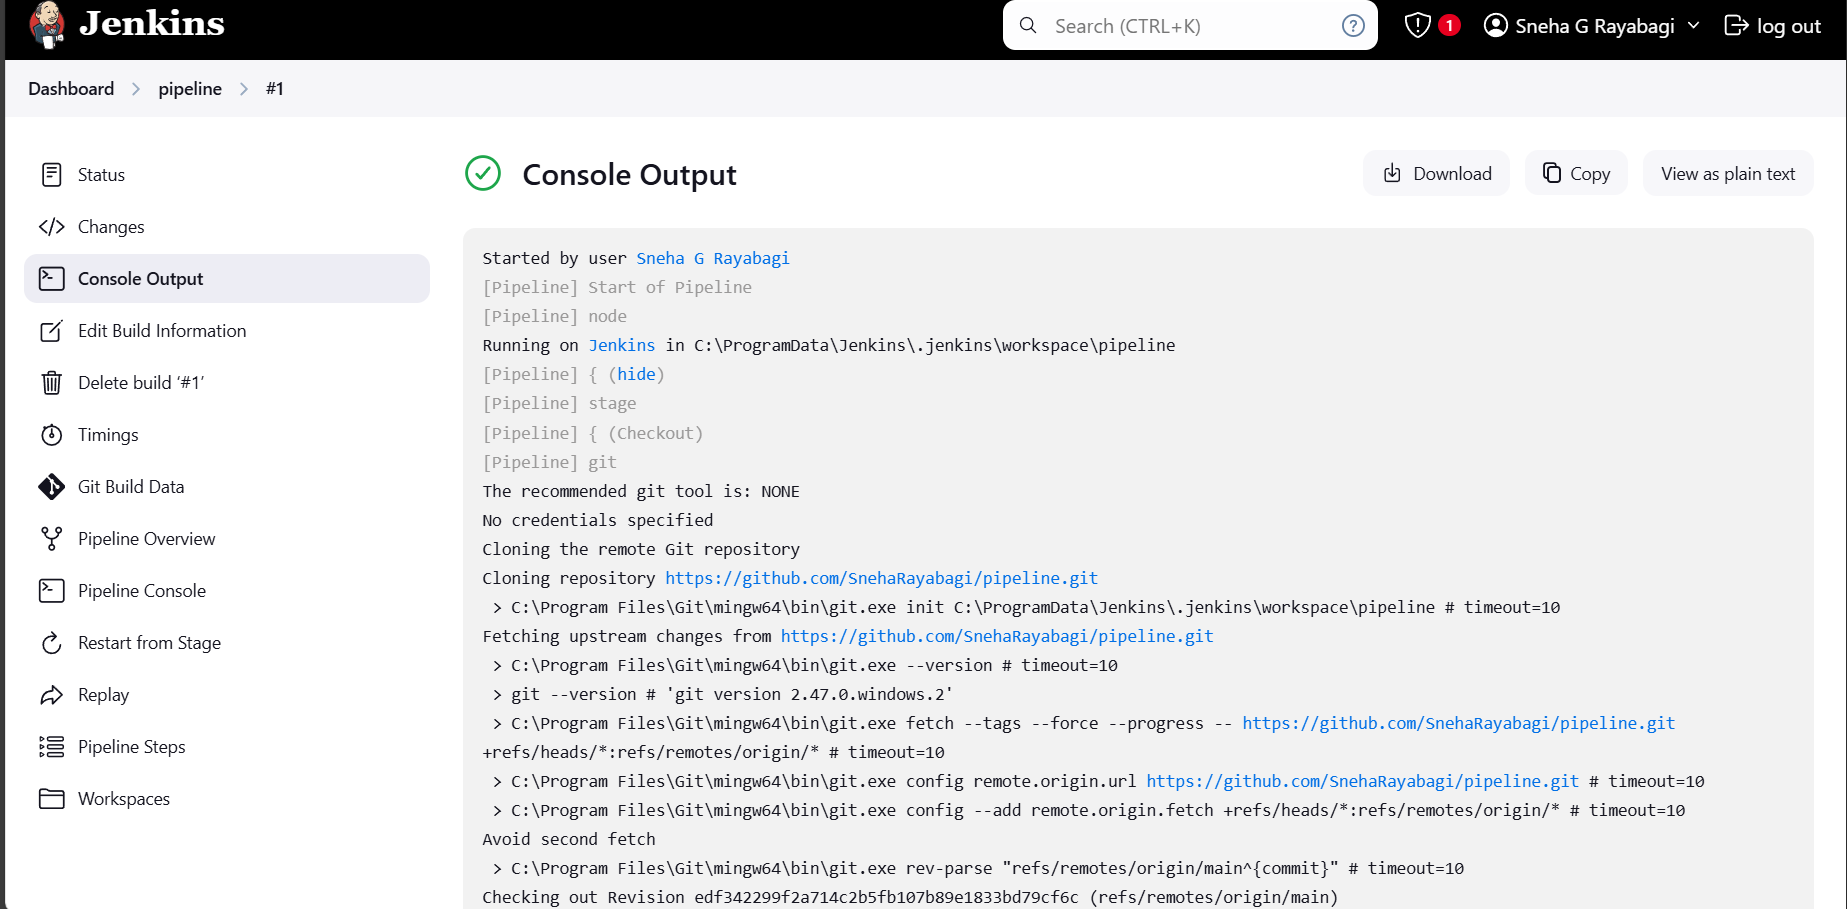 Jenkins
Search (CTRL+K)
1
Sneha G Rayabagi
log out
Dashboard
pipeline
#1
Status
Changes
Console Output
Edit Build Information
Delete build ‘#1’
Timings
Git Build Data
Pipeline Overview
Pipeline Console
Restart from Stage
Replay
Pipeline Steps
Workspaces
Console Output
Download
Copy
View as plain text
Started by user Sneha G Rayabagi
[Pipeline] Start of Pipeline
[Pipeline] node
Running on Jenkins in C:\ProgramData\Jenkins\.jenkins\workspace\pipeline
[Pipeline] { (hide)
[Pipeline] stage
[Pipeline] { (Checkout)
[Pipeline] git
The recommended git tool is: NONE
No credentials specified
Cloning the remote Git repository
Cloning repository https://github.com/SnehaRayabagi/pipeline.git
> C:\Program Files\Git\mingw64\bin\git.exe init C:\ProgramData\Jenkins\.jenkins\workspace\pipeline # timeout=10
Fetching upstream changes from https://github.com/SnehaRayabagi/pipeline.git
> C:\Program Files\Git\mingw64\bin\git.exe --version # timeout=10
> git --version # 'git version 2.47.0.windows.2'
> C:\Program Files\Git\mingw64\bin\git.exe fetch --tags --force --progress -- https://github.com/SnehaRayabagi/pipeline.git
+refs/heads/*:refs/remotes/origin/* # timeout=10
> C:\Program Files\Git\mingw64\bin\git.exe config remote.origin.url https://github.com/SnehaRayabagi/pipeline.git # timeout=10
> C:\Program Files\Git\mingw64\bin\git.exe config --add remote.origin.fetch +refs/heads/*:refs/remotes/origin/* # timeout=10
Avoid second fetch
> C:\Program Files\Git\mingw64\bin\git.exe rev-parse "refs/remotes/origin/main^{commit}" # timeout=10
Checking out Revision edf342299f2a714c2b5fb107b89e1833bd79cf6c (refs/remotes/origin/main)